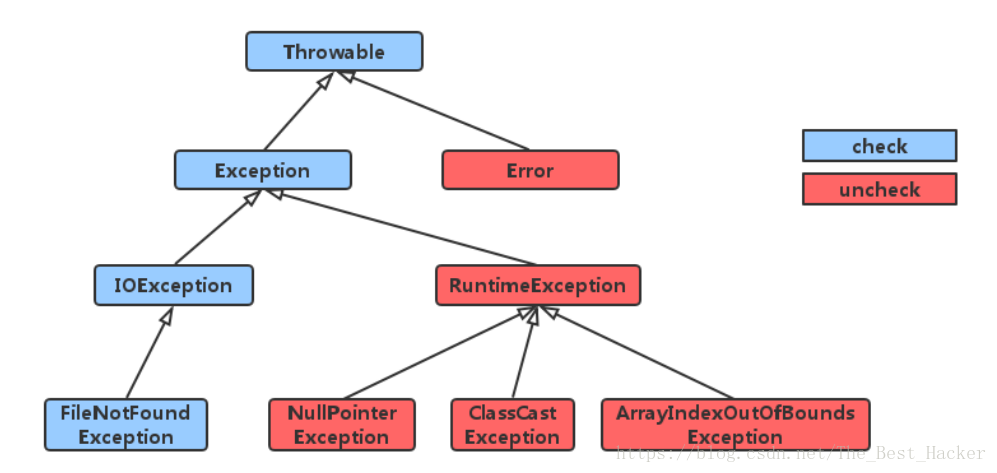 Throwable
Exception
Error
check
uncheck
IOException
RuntimeException
FileNotFound
Exception
NullPointer
Exception
ClassCast
Exception
ArrayIndexOutOfBounds
Exception
https://blog.csdn.net/The_Best_Hacker